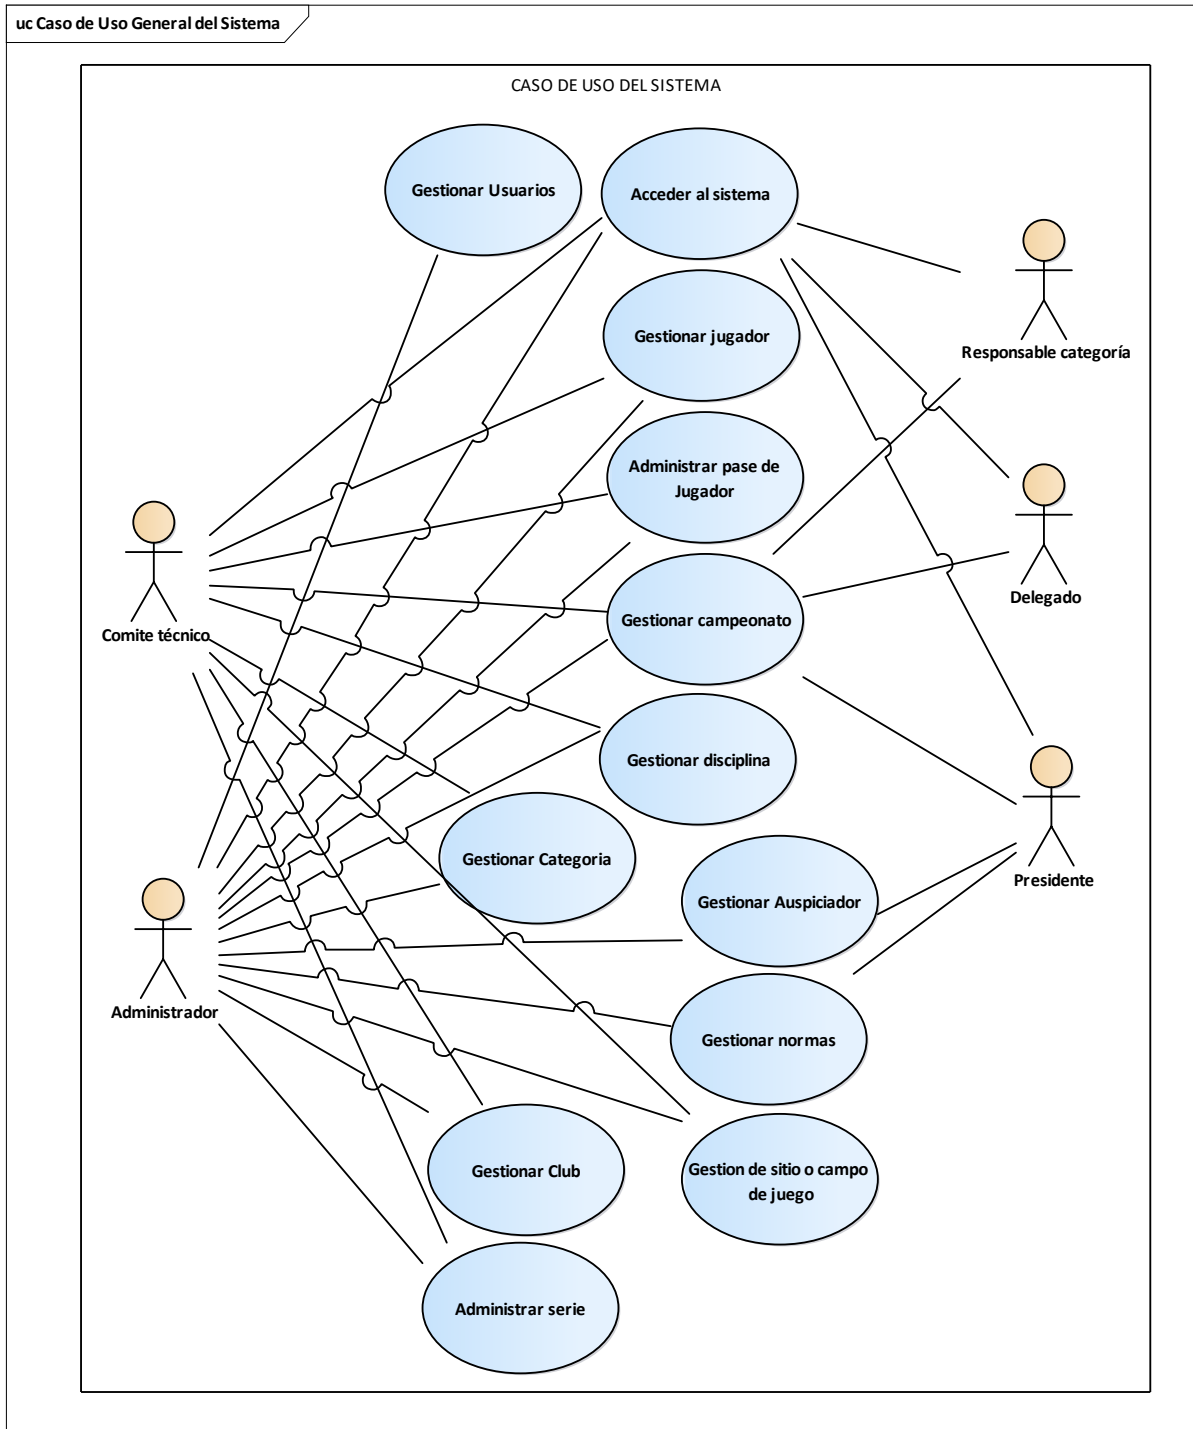 uc Caso de Uso General del Sistema
CASO DE USO DEL SISTEMA
Gestionar Usuarios
Acceder al sistema
Gestionar jugador
Responsable categoría
Administrar pase de
Jugador
Comite técnico
Gestionar campeonato
Delegado
Gestionar disciplina
Gestionar Categoria
Gestionar Auspiciador
Presidente
Administrador
Gestionar normas
Gestionar Club
Gestion de sitio o campo
de juego
Administrar serie